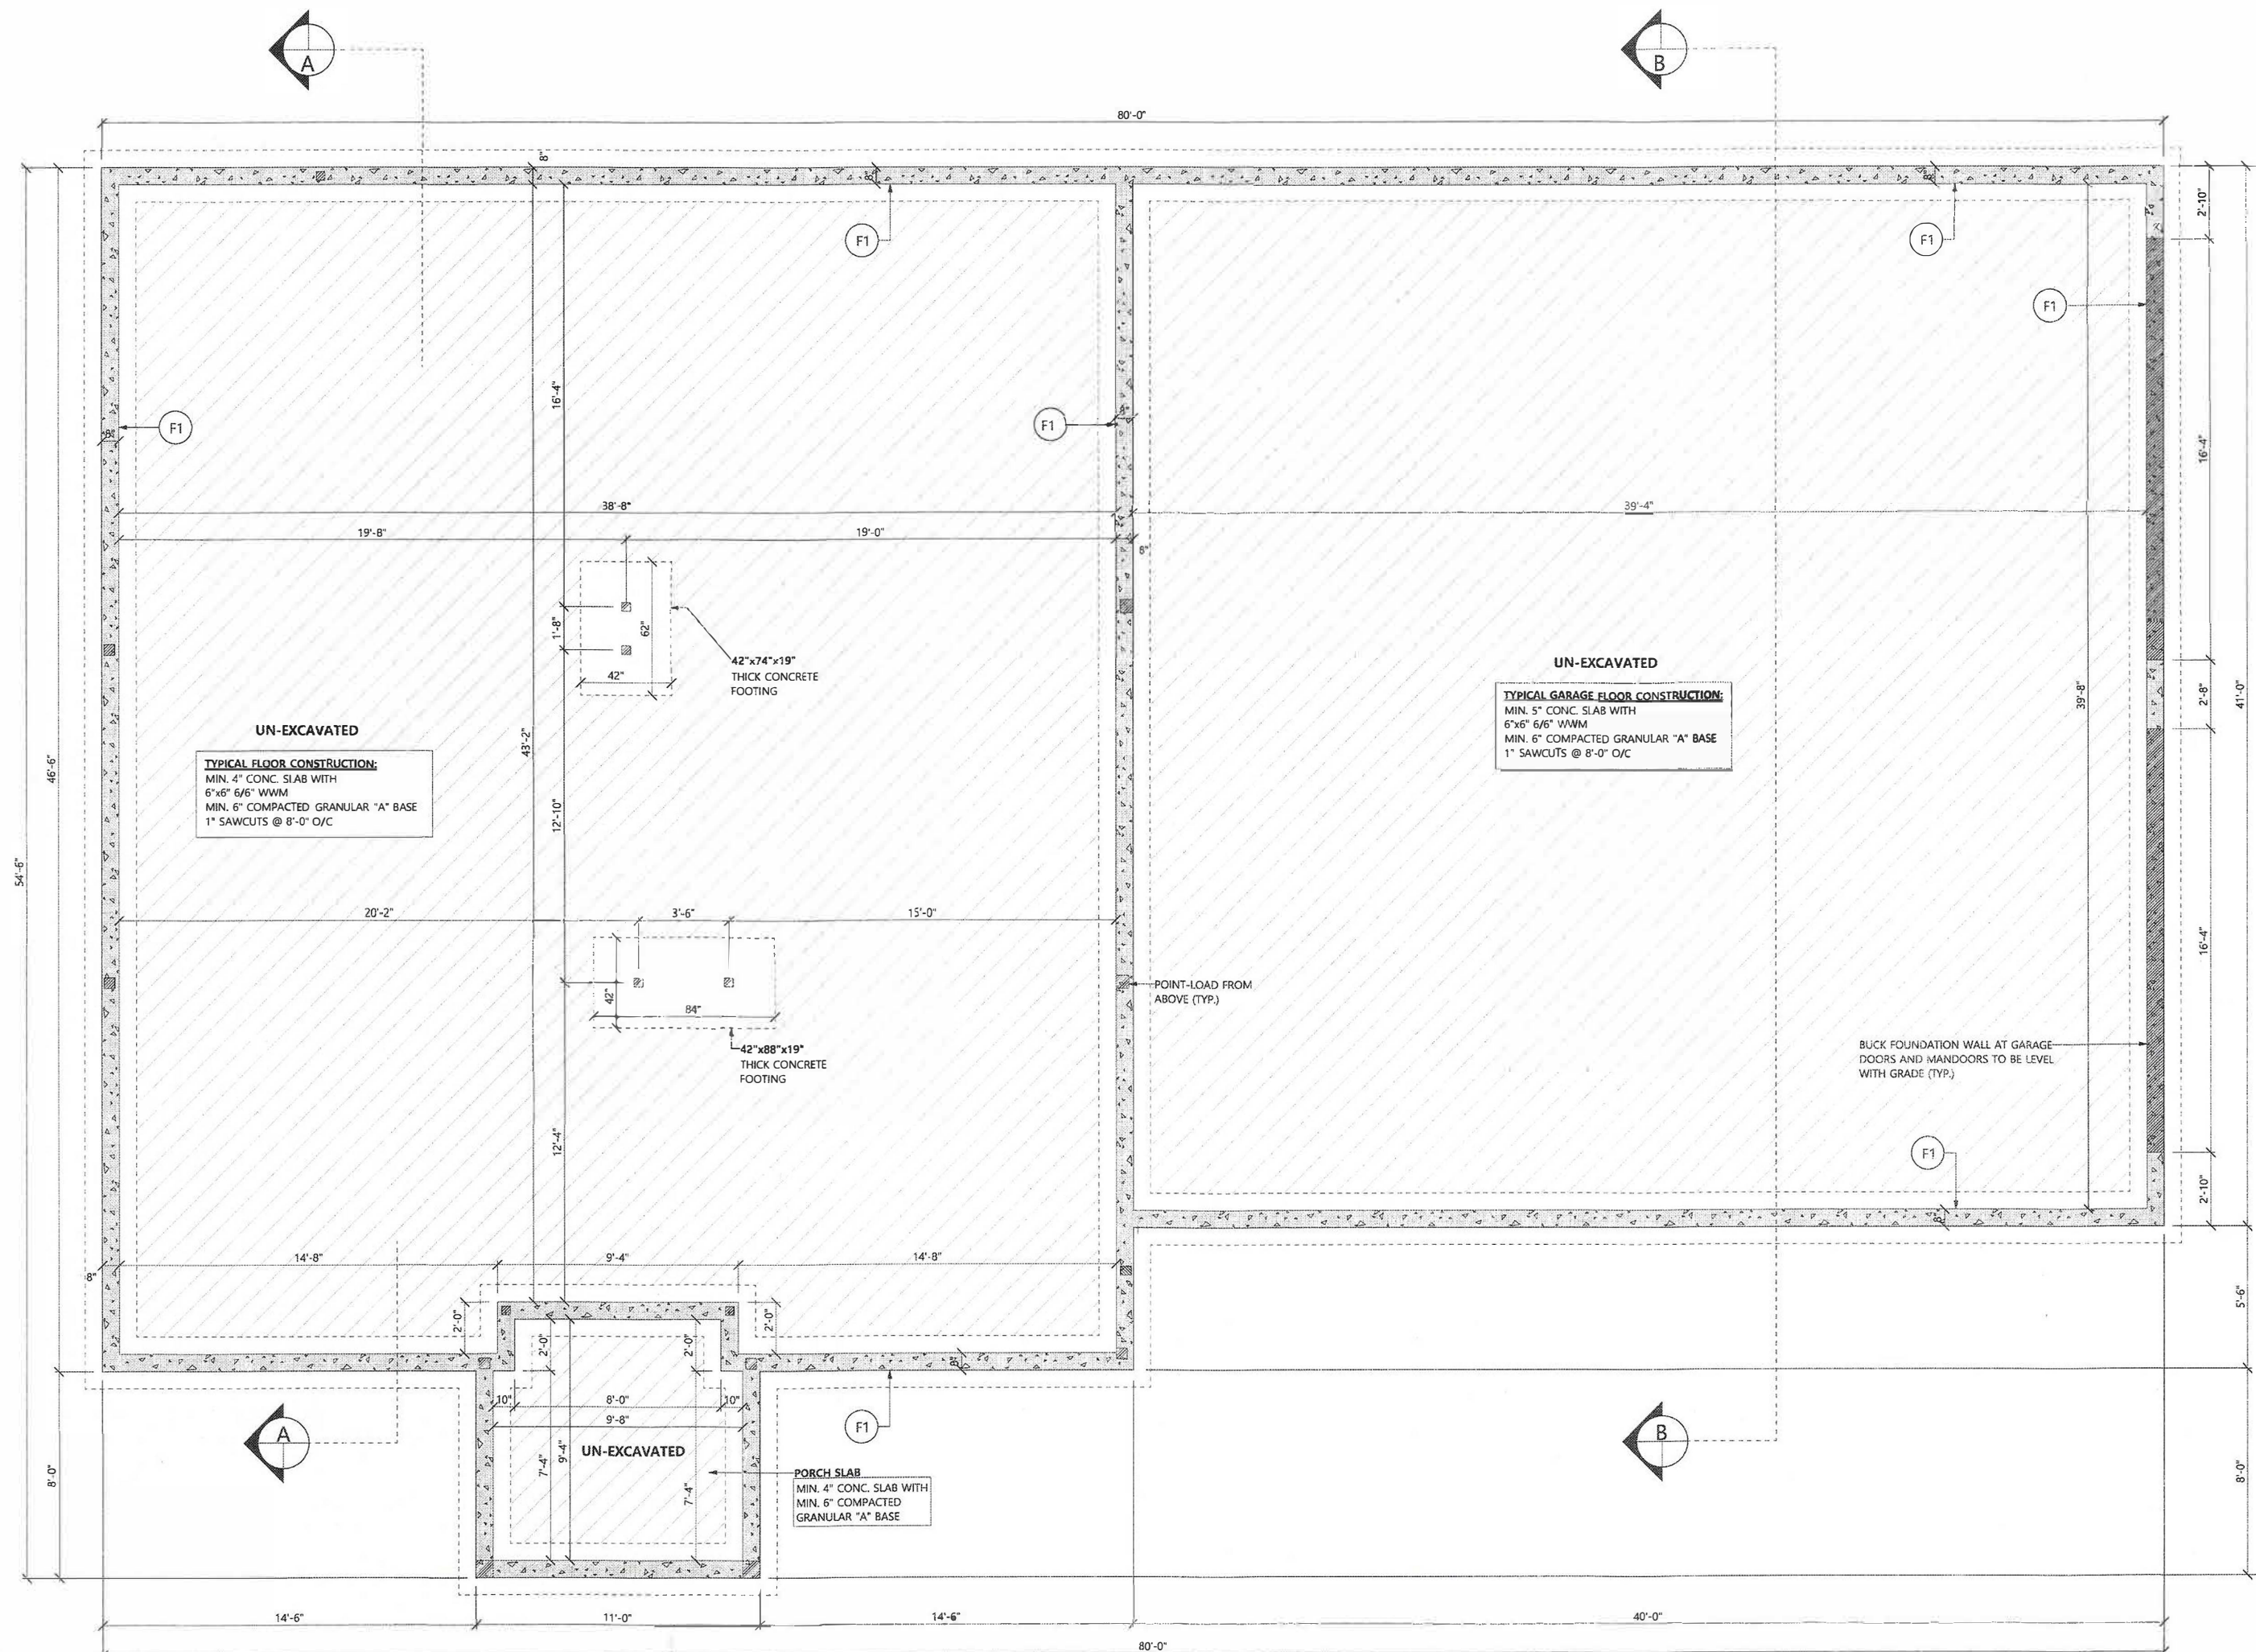 A
B
80'-0"
8"
8"
8"
2'-10"
F1
F1
F1
16'-4"
16'-4"
F1
8"
F1
8"
38'-8"
39'-4"
19'-8"
19'-0"
8"
1'-8"
62"
42"
42"x74"x19"
THICK CONCRETE
FOOTING
UN-EXCAVATED
TYPICAL GARAGE FLOOR CONSTRUCTION:
MIN. 5" CONC. SLAB WITH
6"x6" 6/6" WWM
MIN. 6" COMPACTED GRANULAR "A" BASE
1" SAWCUTS @ 8'-0" O/C
39'-8"
2'-8"
41'-0"
UN-EXCAVATED
TYPICAL FLOOR CONSTRUCTION:
MIN. 4" CONC. SLAB WITH
6"x6" 6/6" WWM
MIN. 6" COMPACTED GRANULAR "A" BASE
1" SAWCUTS @ 8'-0" O/C
43'-2"
46'-6"
12'-10"
54'-6"
20'-2"
3'-6"
15'-0"
16'-4"
42"
84"
42"x88"x19"
THICK CONCRETE
FOOTING
POINT-LOAD FROM
ABOVE (TYP.)
BUCK FOUNDATION WALL AT GARAGE
DOORS AND MANDOORS TO BE LEVEL
WITH GRADE (TYP.)
12'-4"
F1
2'-10"
8"
14'-8"
9'-4"
14'-8"
8"
5'-6"
2'-0"
2'-0"
2'-0"
2'-0"
8"
10"
8'-0"
10"
9'-8"
F1
A
B
UN-EXCAVATED
7'-4"
9'-4"
7'-4"
PORCH SLAB
MIN. 4" CONC. SLAB WITH
MIN. 6" COMPACTED
GRANULAR "A" BASE
8'-0"
8'-0"
14'-6"
11'-0"
14'-6"
40'-0"
80'-0"